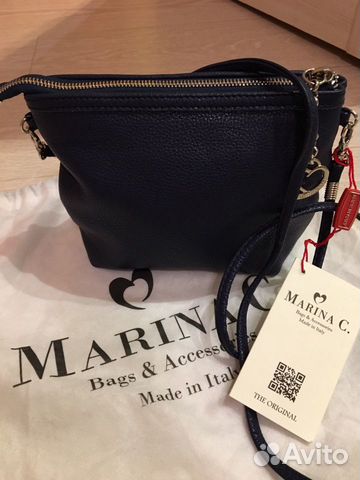 MARINA C.
Bags & Accessories
Made in Italy
MARINA C.
Bags & Accessories
Made in Italy
THE ORIGINAL
Avito